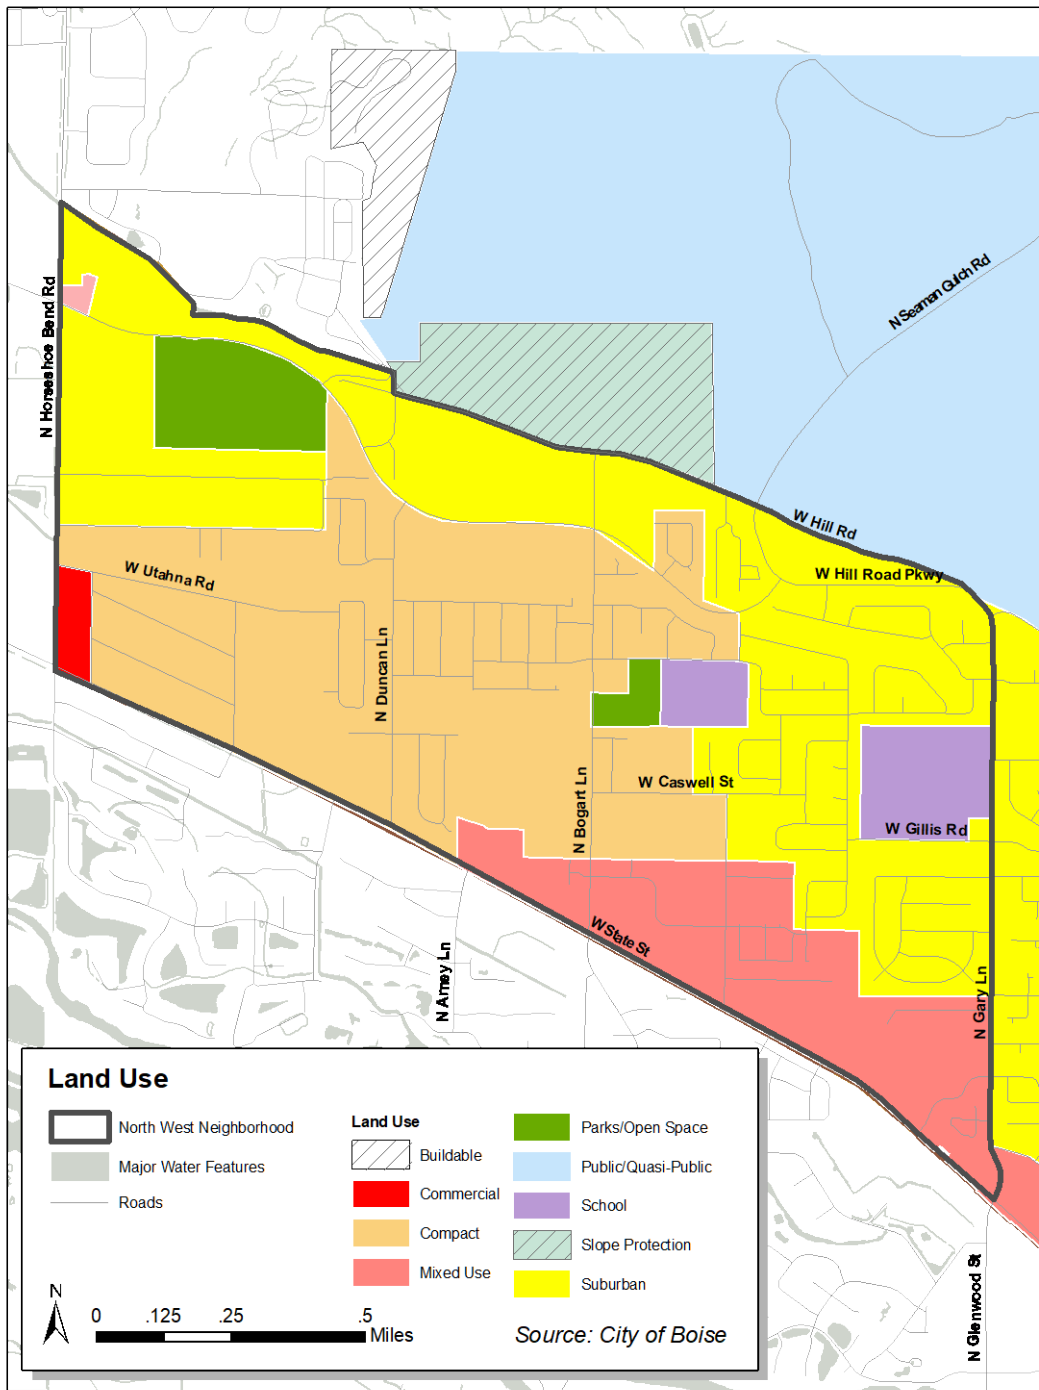 N Horseshoe Bend Rd
N Seaman Gulch Rd
W Hill Rd
W Hill Road Pkwy
W Utahna Rd
N Duncan Ln
W Caswell St
N Bogart Ln
W Gillis Rd
W State St
N Arney Ln
N Gary Ln
N Glenwood St
Land Use
North West Neighborhood
Major Water Features
Roads
Land Use
Buildable
Commercial
Compact
Mixed Use
Parks/Open Space
Public/Quasi-Public
School
Slope Protection
Suburban
N
0 .125 .25 .5
Miles
Source: City of Boise